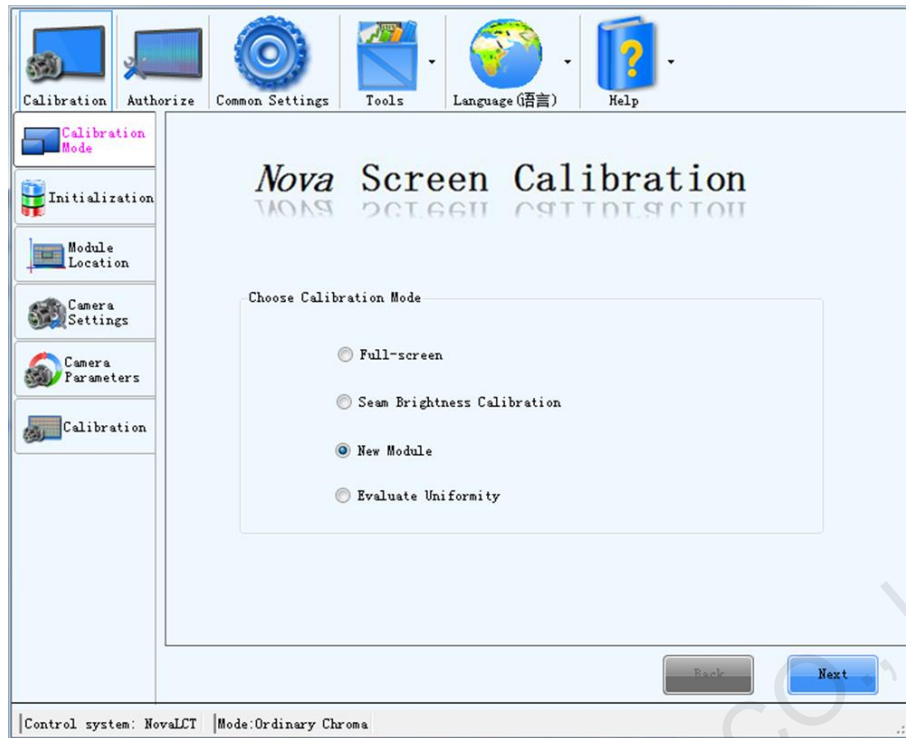 Calibration
Authorize
Common Settings
Tools
Language(语言)
Help
Calibration
Mode
Initialization
Module
Location
Camera
Settings
Camera
Parameters
Calibration
Nova Screen Calibration
Choose Calibration Mode
Full-screen
Seam Brightness Calibration
New Module
Evaluate Uniformity
Back
Next
Control system: NovaLCT
Mode:Ordinary Chroma
CO.,